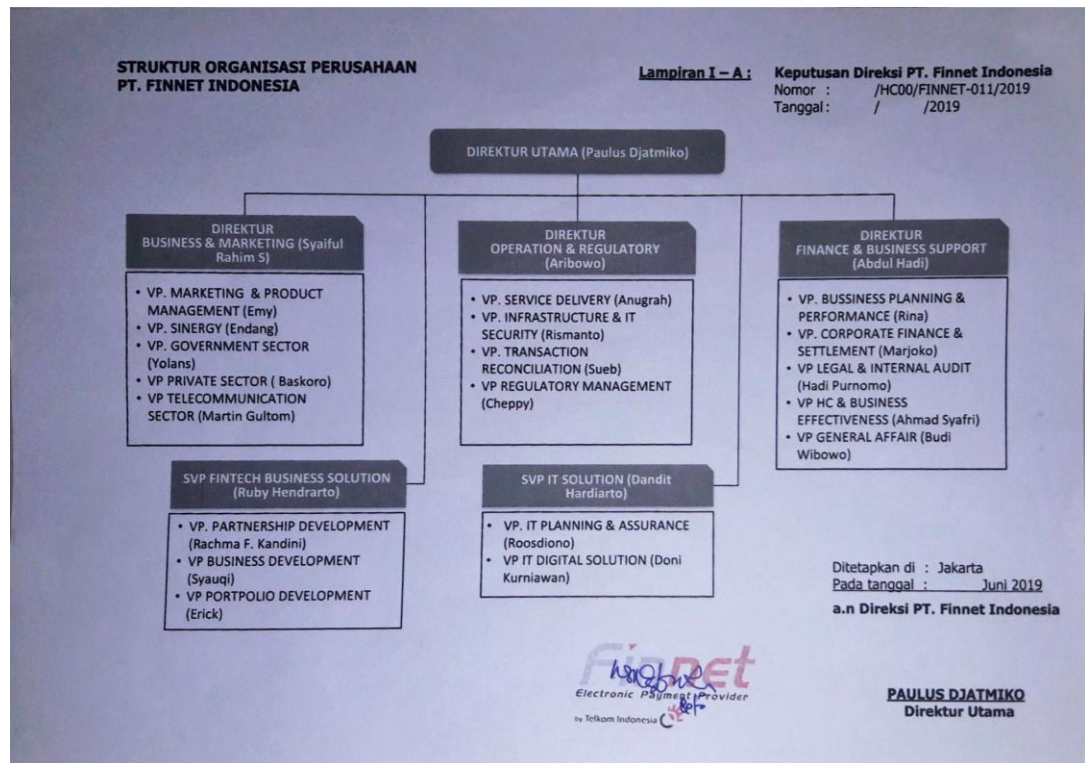 STRUKTUR ORGANISASI PERUSAHAAN
PT. FINNET INDONESIA
Lampiran I – A :
Keputusan Direksi PT. Finnet Indonesia
Nomor : /HC00/FINNET-011/2019
Tanggal : / /2019
DIREKTUR UTAMA (Paulus Djatmiko)
DIREKTUR
BUSINESS & MARKETING (Syaiful
Rahim S)
• VP. MARKETING & PRODUCT
MANAGEMENT (Emy)
• VP. SINERGY (Endang)
• VP. GOVERNMENT SECTOR
(Yolans)
• VP PRIVATE SECTOR ( Baskoro)
• VP TELECOMMUNICATION
SECTOR (Martin Gultom)
DIREKTUR
OPERATION & REGULATORY
(Aribowo)
• VP. SERVICE DELIVERY (Anugrah)
• VP. INFRASTRUCTURE & IT
SECURITY (Rismanto)
• VP. TRANSACTION
RECONCILIATION (Sueb)
• VP REGULATORY MANAGEMENT
(Cheppy)
DIREKTUR
FINANCE & BUSINESS SUPPORT
(Abdul Hadi)
• VP. BUSSINESS PLANNING &
PERFORMANCE (Rina)
• VP. CORPORATE FINANCE &
SETTLEMENT (Marjoko)
• VP LEGAL & INTERNAL AUDIT
(Hadi Purnomo)
• VP HC & BUSINESS
EFFECTIVENESS (Ahmad Syafri)
• VP GENERAL AFFAIR (Budi
Wibowo)
SVP FINTECH BUSINESS SOLUTION
(Ruby Hendrarto)
• VP. PARTNERSHIP DEVELOPMENT
(Rachma F. Kandini)
• VP BUSINESS DEVELOPMENT
(Syauqi)
• VP PORTPOLIO DEVELOPMENT
(Erick)
SVP IT SOLUTION (Dandit
Hardiarto)
• VP. IT PLANNING & ASSURANCE
(Roosdiono)
• VP IT DIGITAL SOLUTION (Doni
Kurniawan)
Ditetapkan di : Jakarta
Pada tanggal : Juni 2019
a.n Direksi PT. Finnet Indonesia
Finnet
Electronic Payment Provider
by Telkom Indonesia
PAULUS DJATMIKO
Direktur Utama